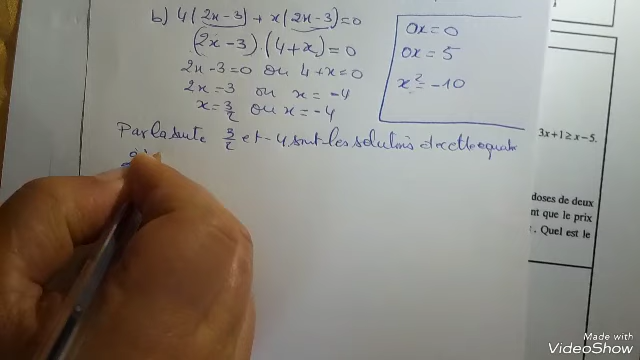 b) 4(2x-3)+x(2x-3)=0
(2x-3).(4+x)=0
2x-3=0 ou 4+x=0
2x=3 ou x=-4
x=3/2 ou x=-4
Par la suite 3/2 et -4 sont les solutions de cette equati
0x=0
0x=5
x²=-10
3x+1≥x-5.
doses de deux
nt que le prix
. Quel est le
Made with
VideoShow